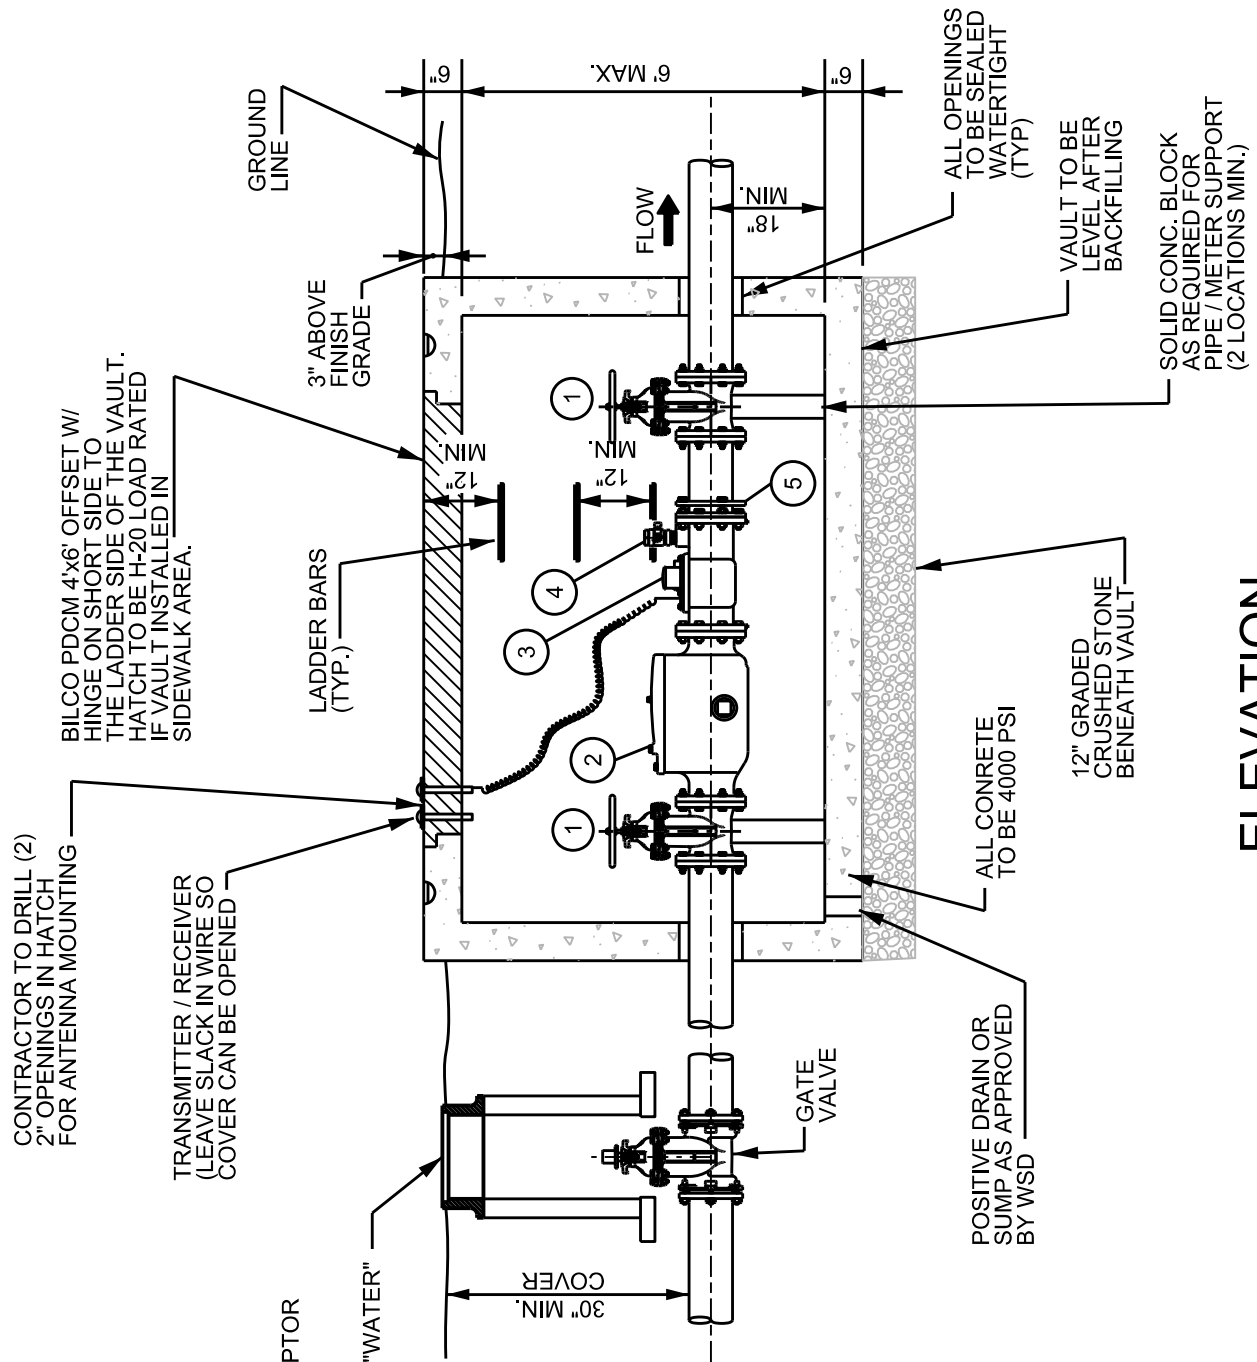 CONTRACTOR TO DRILL (2)
2" OPENINGS IN HATCH
FOR ANTENNA MOUNTING
TRANSMITTER / RECEIVER
(LEAVE SLACK IN WIRE SO
COVER CAN BE OPENED
BILCO PDCM 4'x6' OFFSET W/
HINGE ON SHORT SIDE TO
THE LADDER SIDE OF THE VAULT.
HATCH TO BE H-20 LOAD RATED
IF VAULT INSTALLED IN
SIDEWALK AREA.
LADDER BARS
(TYP.)
3" ABOVE
FINISH
GRADE
GROUND
LINE
6"
6' MAX.
6"
12"
MIN.
12"
MIN.
18"
MIN.
FLOW
1
1
2
3
4
5
ALL OPENINGS
TO BE SEALED
WATERTIGHT
(TYP)
VAULT TO BE
LEVEL AFTER
BACKFILLING
SOLID CONC. BLOCK
AS REQUIRED FOR
PIPE / METER SUPPORT
(2 LOCATIONS MIN.)
12" GRADED
CRUSHED STONE
BENEATH VAULT
ALL CONRETE
TO BE 4000 PSI
POSITIVE DRAIN OR
SUMP AS APPROVED
BY WSD
GATE
VALVE
30" MIN.
COVER
PTOR
"WATER"
ELEVATION